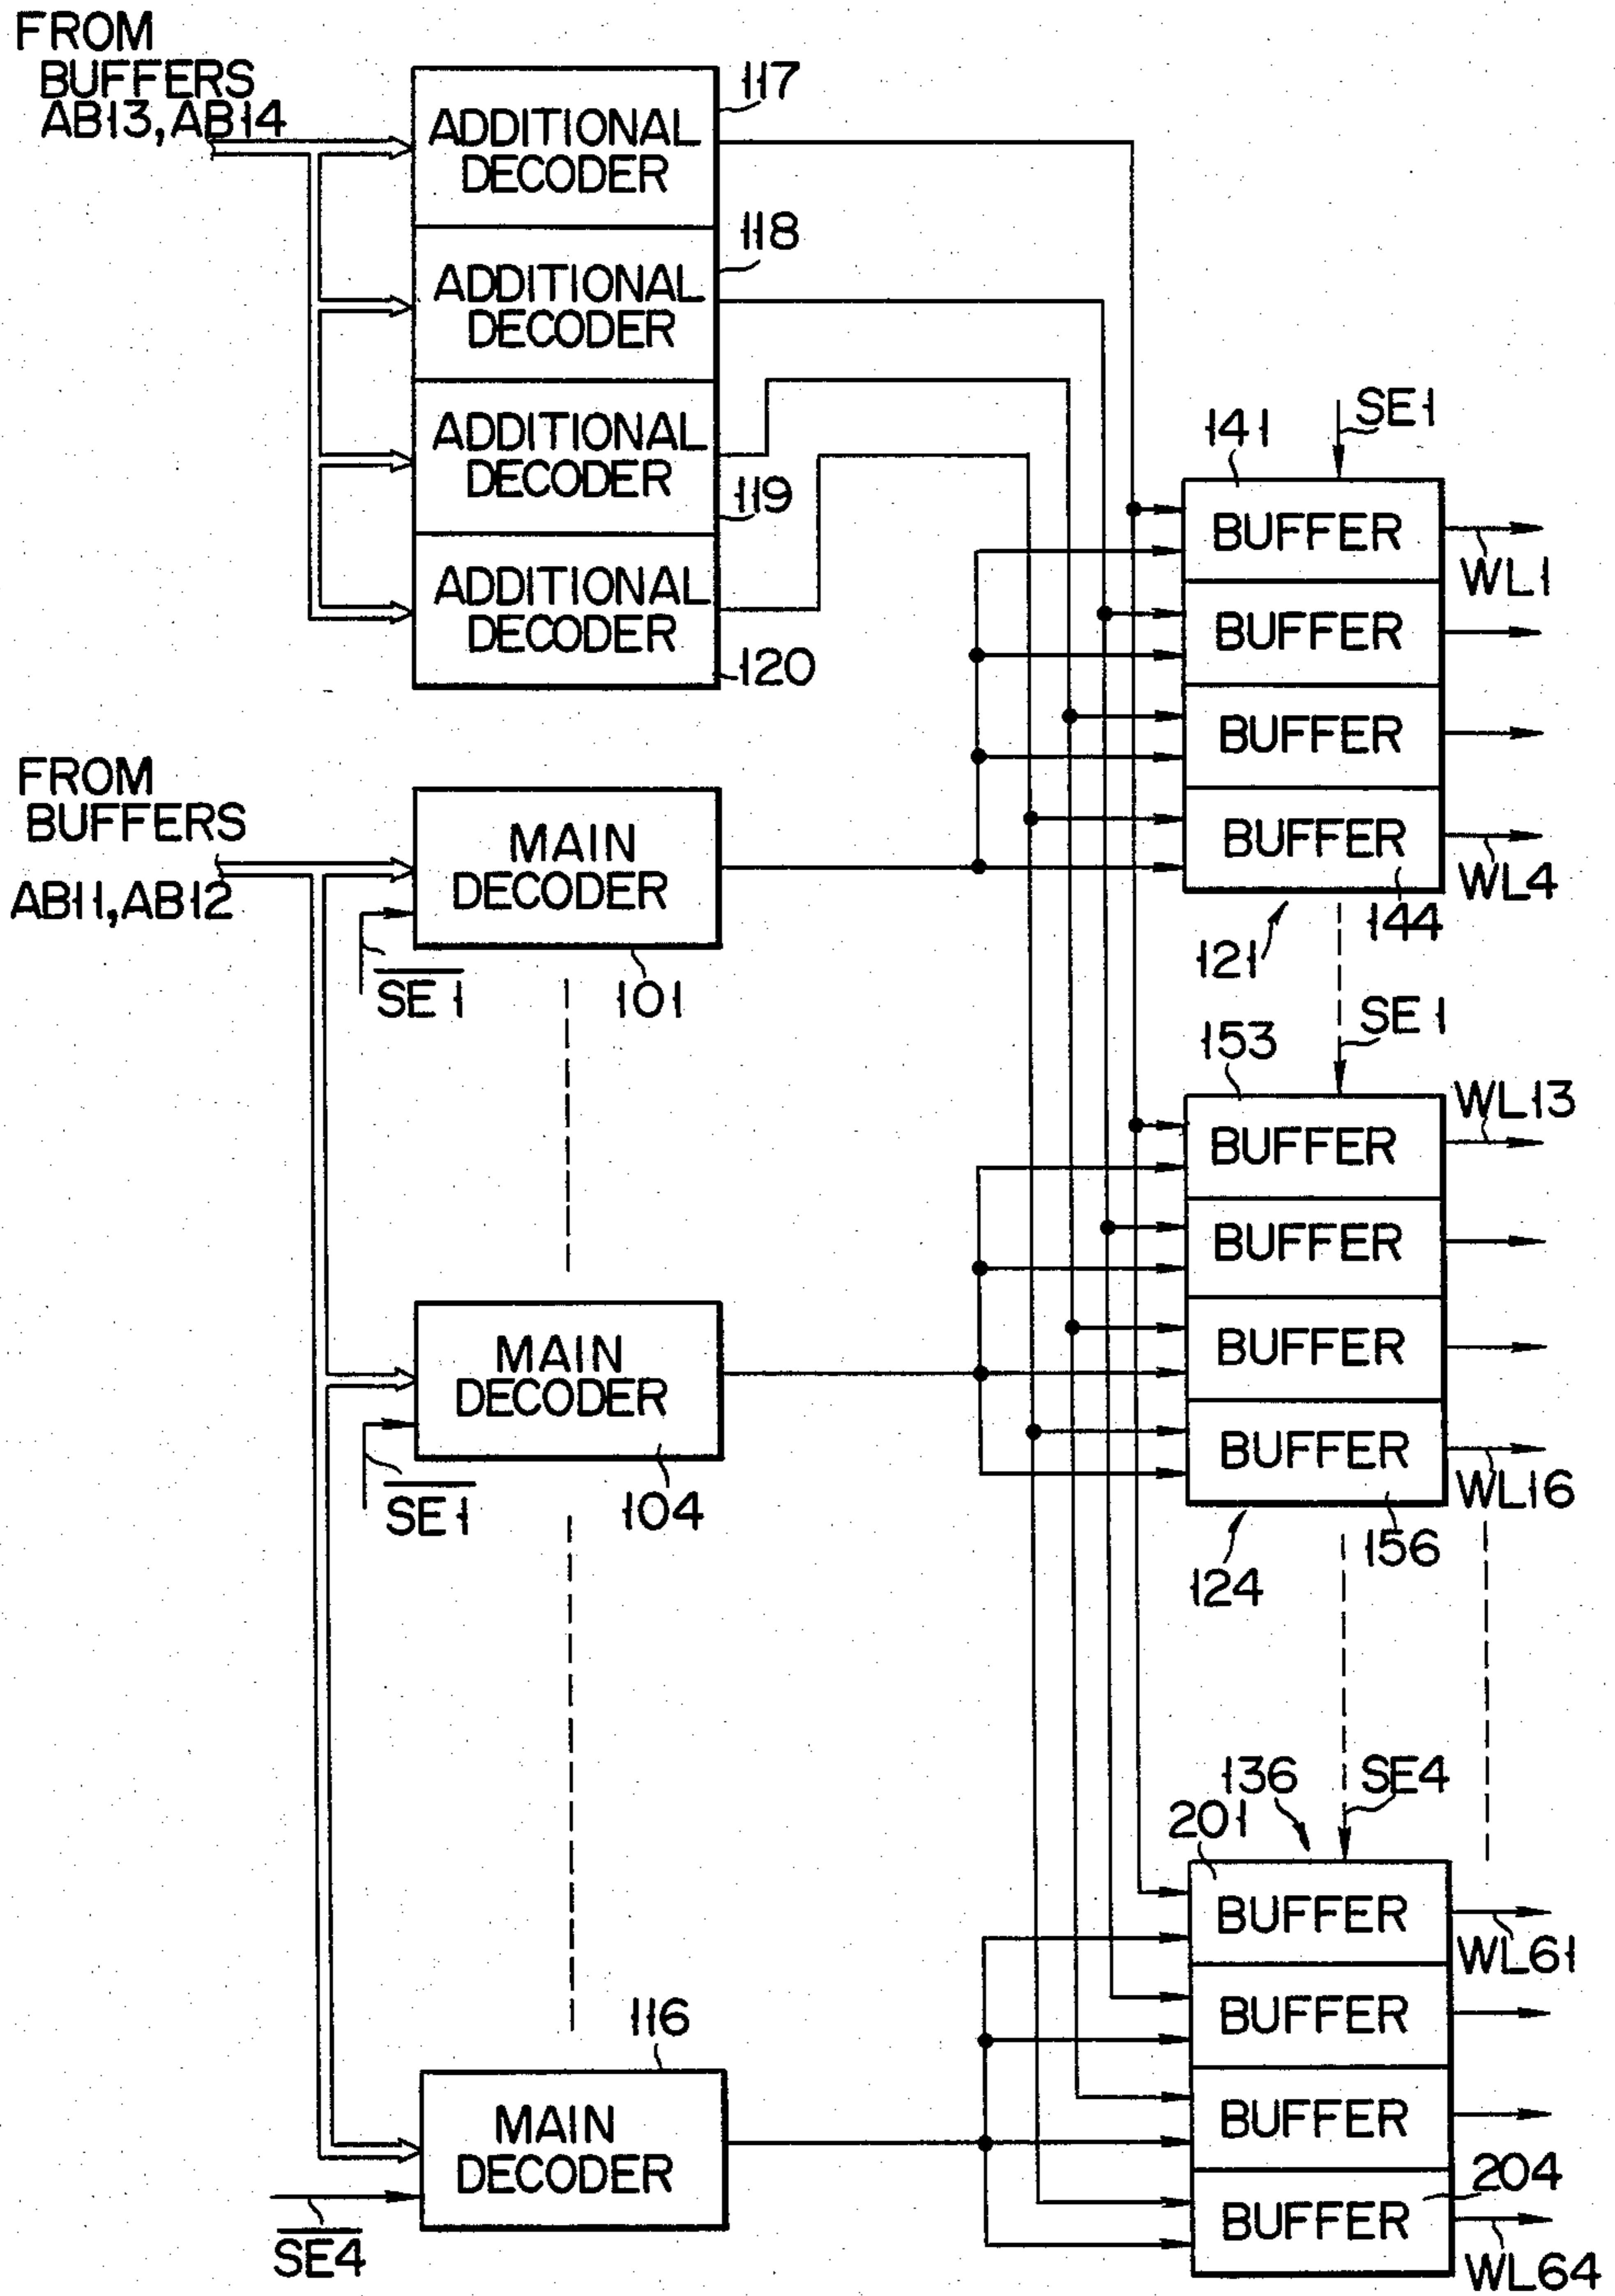 FROM
BUFFERS
AB13, AB14
ADDITIONAL
DECODER
117
ADDITIONAL
DECODER
118
ADDITIONAL
DECODER
119
ADDITIONAL
DECODER
120
SE1
141
BUFFER
WL1
BUFFER
BUFFER
BUFFER
WL4
144
121
FROM
BUFFERS
AB11, AB12
MAIN
DECODER
SE1
101
SE1
153
WL13
BUFFER
BUFFER
BUFFER
BUFFER
WL16
156
124
MAIN
DECODER
SE1
104
136
SE4
201
BUFFER
WL61
BUFFER
BUFFER
204
BUFFER
WL64
116
MAIN
DECODER
SE4